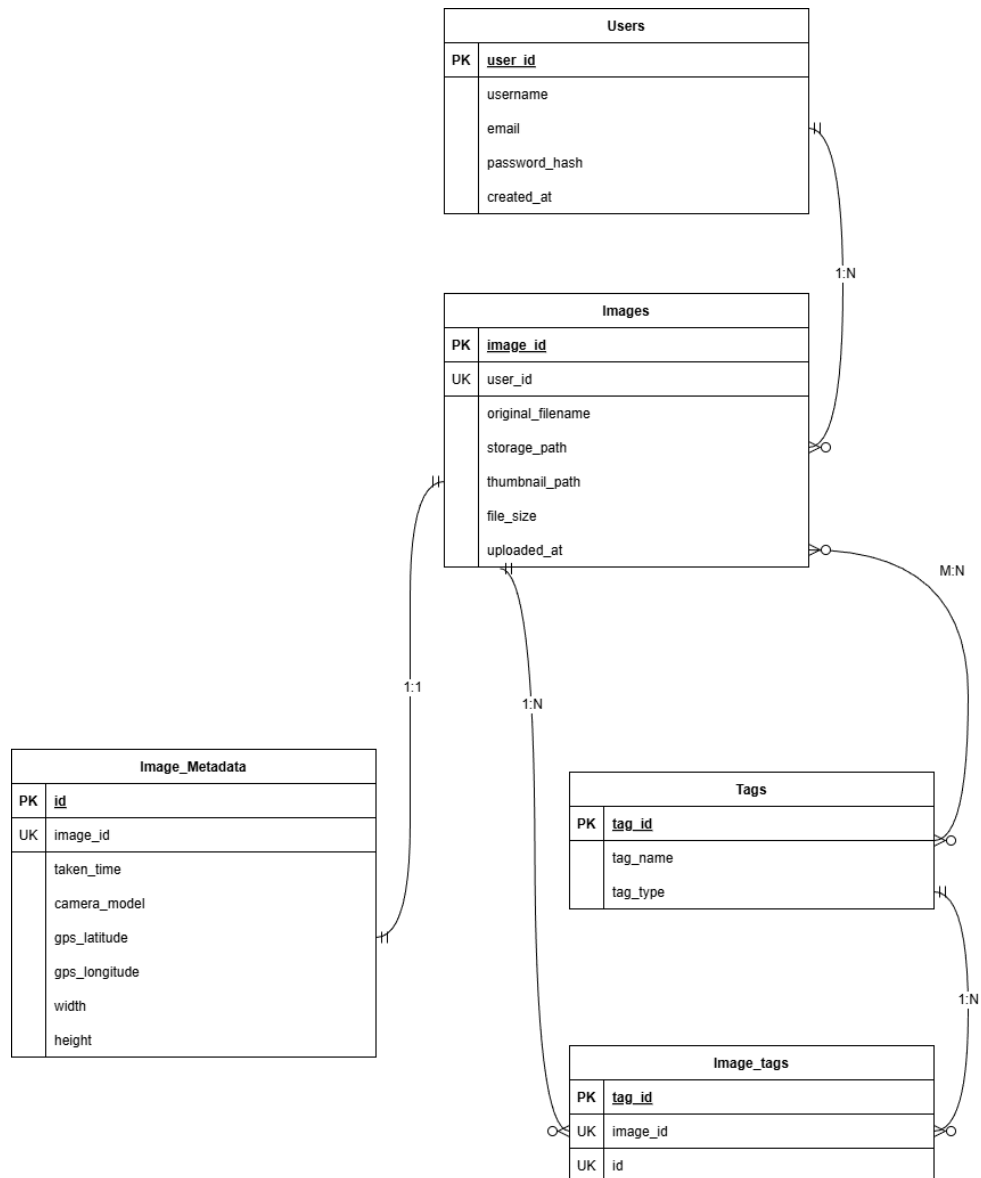 Users
PK user_id
username
email
password_hash
created_at
1:N
Images
PK image_id
UK user_id
original_filename
storage_path
thumbnail_path
file_size
uploaded_at
M:N
1:1
1:N
Image_Metadata
PK id
UK image_id
taken_time
camera_model
gps_latitude
gps_longitude
width
height
Tags
PK tag_id
tag_name
tag_type
1:N
Image_tags
PK tag_id
UK image_id
UK id